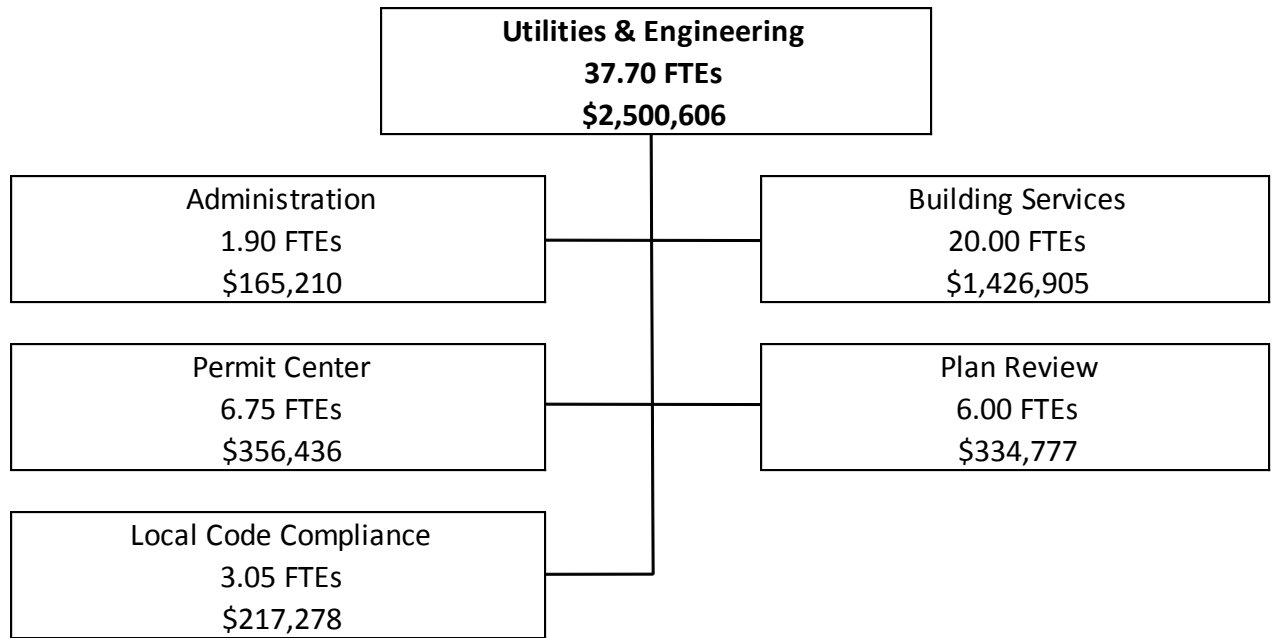 Utilities & Engineering
37.70 FTEs
$2,500,606
Administration
1.90 FTEs
$165,210
Building Services
20.00 FTEs
$1,426,905
Permit Center
6.75 FTEs
$356,436
Plan Review
6.00 FTEs
$334,777
Local Code Compliance
3.05 FTEs
$217,278